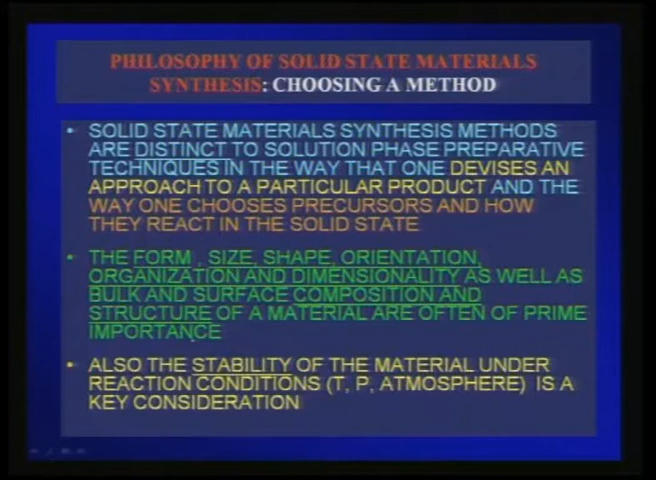 PHILOSOPHY OF SOLID STATE MATERIALS
SYNTHESIS: CHOOSING A METHOD
• SOLID STATE MATERIALS SYNTHESIS METHODS
ARE DISTINCT TO SOLUTION PHASE PREPARATIVE
TECHNIQUES IN THE WAY THAT ONE DEVISES AN
APPROACH TO A PARTICULAR PRODUCT AND THE
WAY ONE CHOOSES PRECURSORS AND HOW
THEY REACT IN THE SOLID STATE
• THE FORM , SIZE, SHAPE, ORIENTATION,
ORGANIZATION AND DIMENSIONALITY AS WELL AS
BULK AND SURFACE COMPOSITION AND
STRUCTURE OF A MATERIAL ARE OFTEN OF PRIME
IMPORTANCE
• ALSO THE STABILITY OF THE MATERIAL UNDER
REACTION CONDITIONS (T, P, ATMOSPHERE) IS A
KEY CONSIDERATION